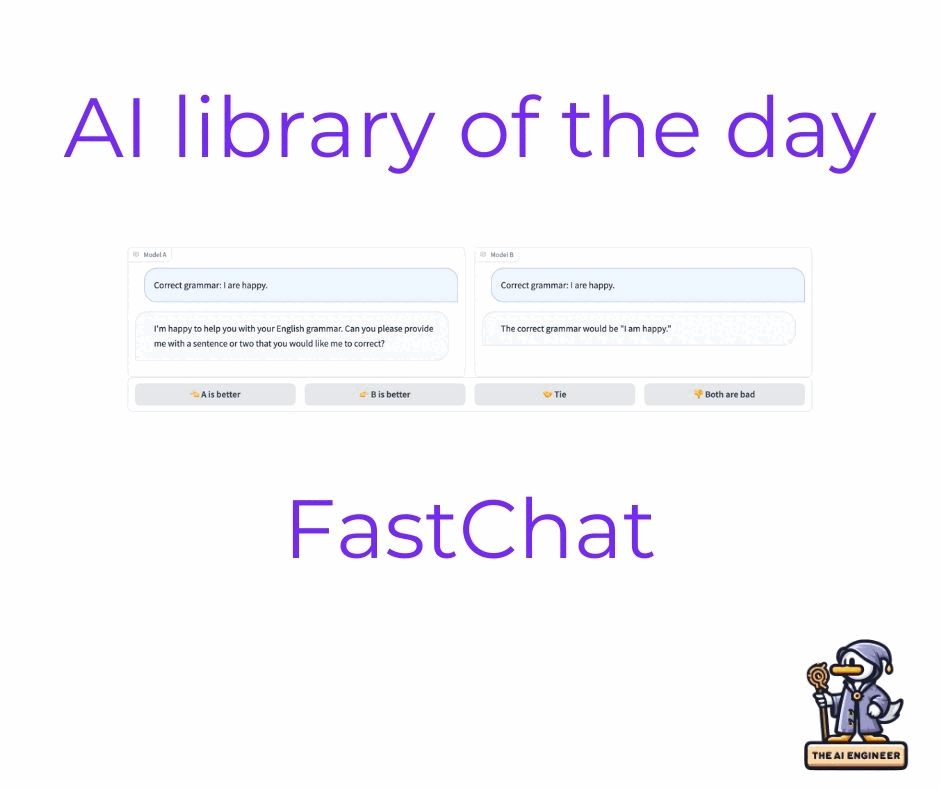 AI library of the day
Model A
Correct grammar: I are happy.
I'm happy to help you with your English grammar. Can you please provide
me with a sentence or two that you would like me to correct?
Model B
Correct grammar: I are happy.
The correct grammar would be "I am happy."
👈 A is better
👉 B is better
🤝 Tie
👎 Both are bad
FastChat
THE AI ENGINEER